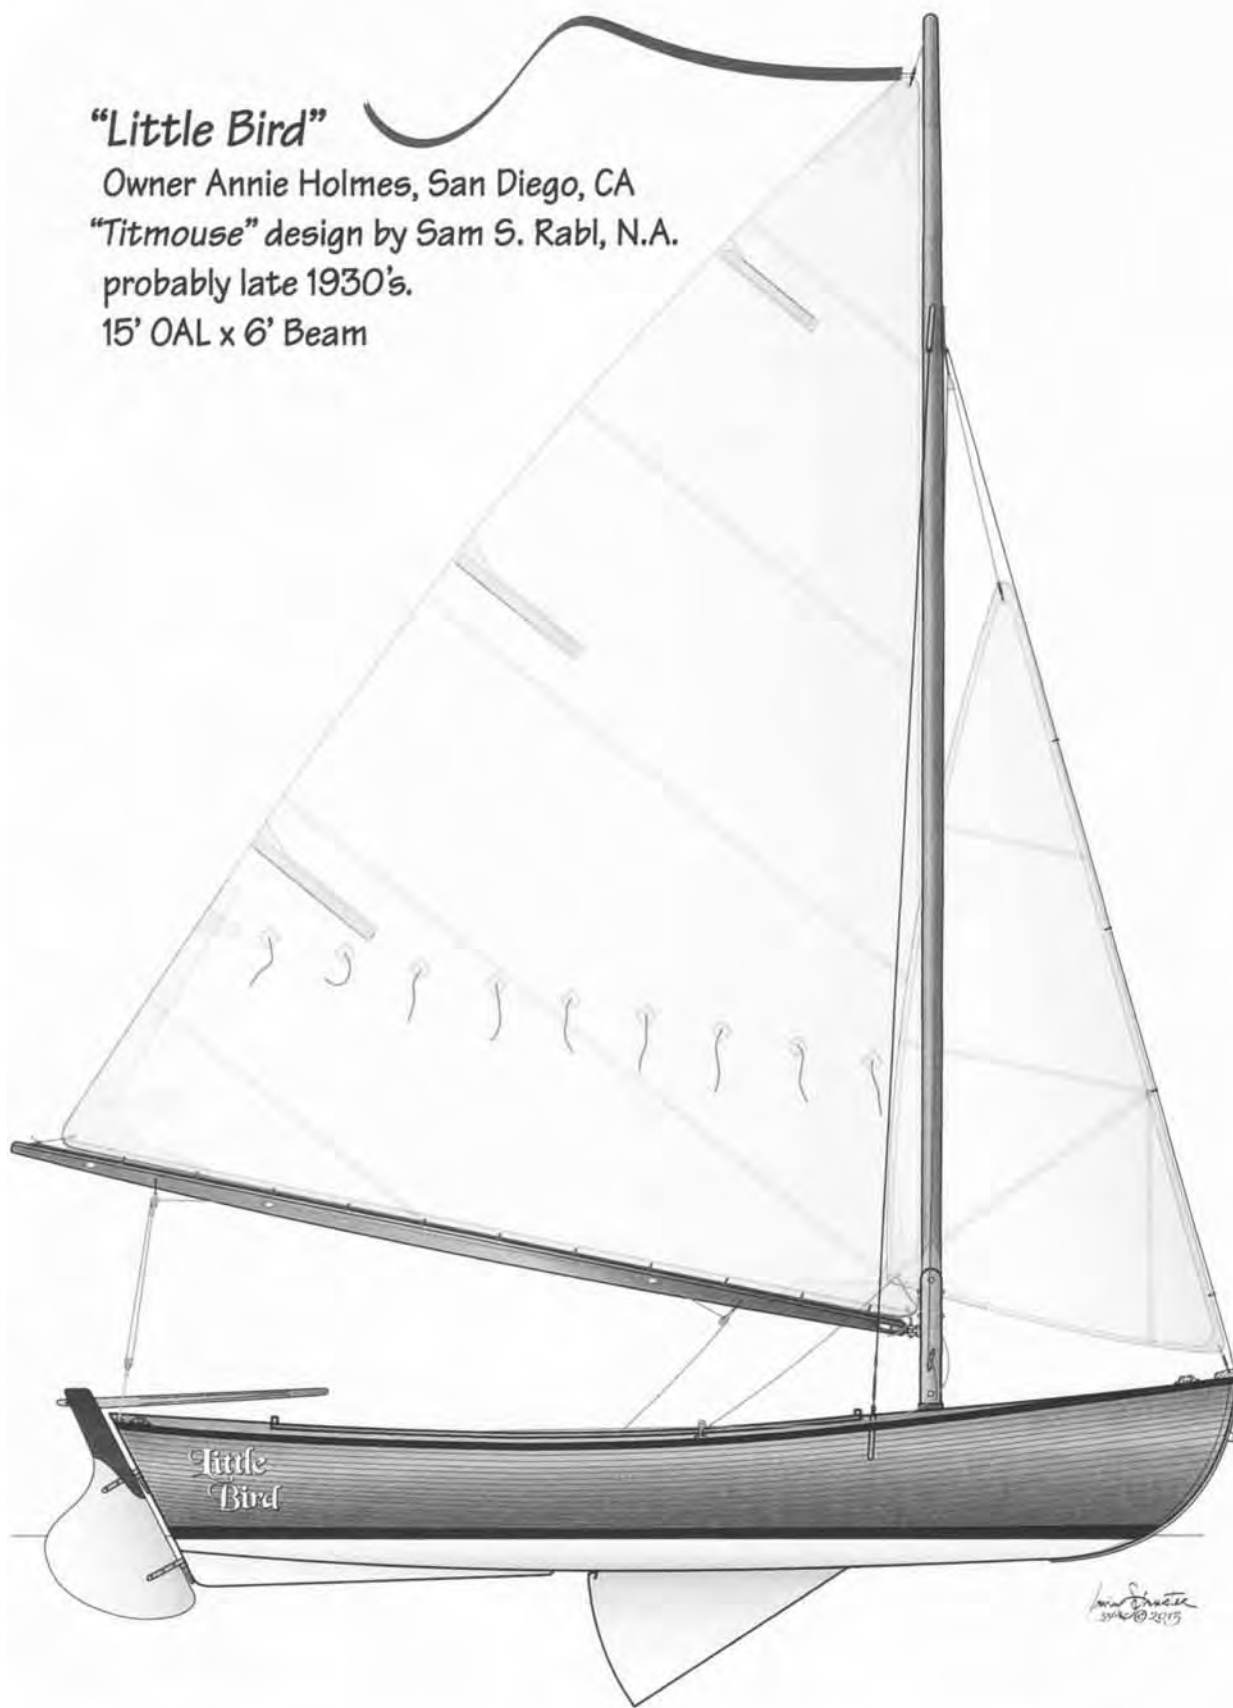 "Little Bird"
Owner Annie Holmes, San Diego, CA
"Titmouse" design by Sam S. Rabl, N.A.
probably late 1930's.
15' OAL x 6' Beam
Little
Bird
© 2013